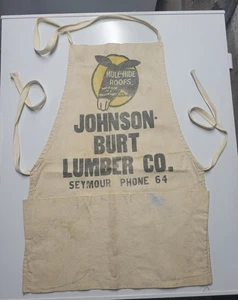 MULE-HIDE
ROOFS
JOHNSON-
BURT
LUMBER CO.
SEYMOUR PHONE 64